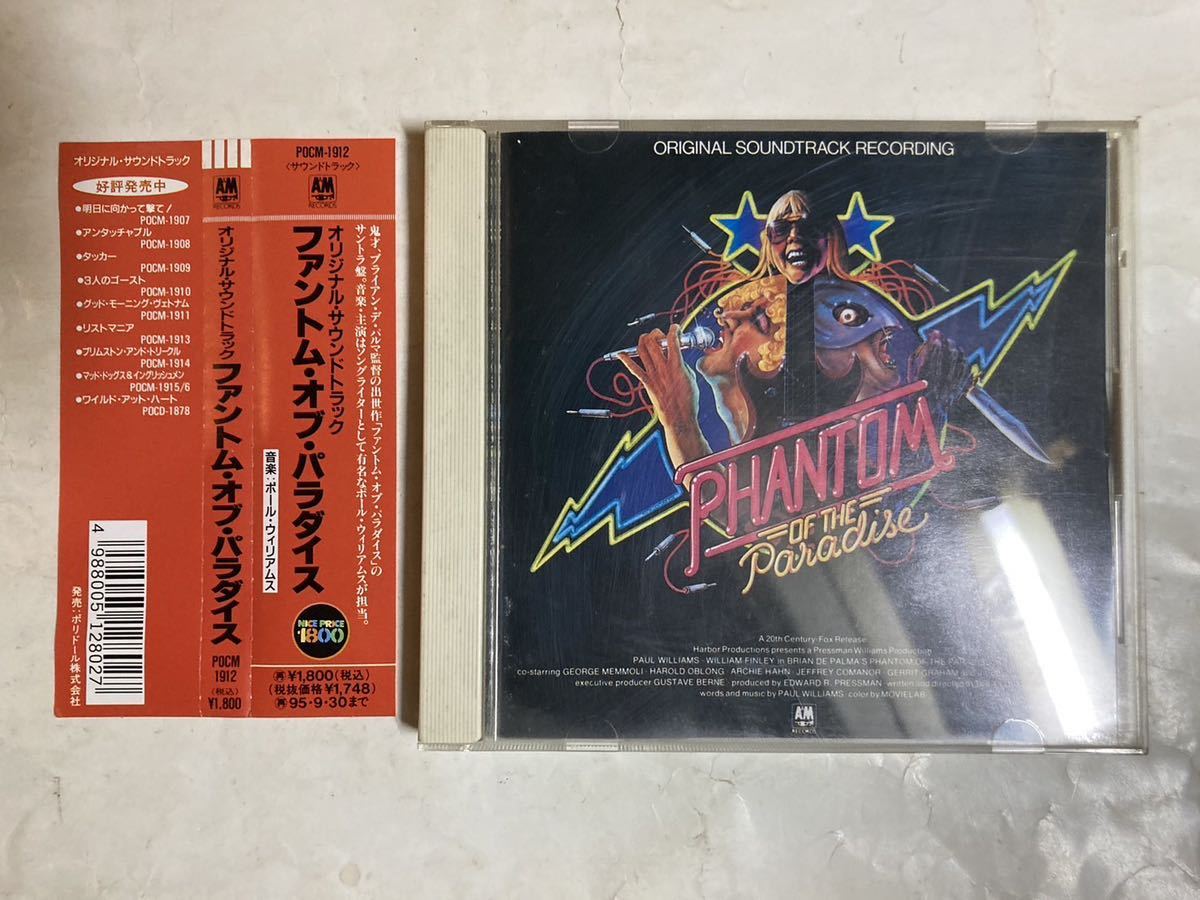 オリジナル・サウンドトラック
好評発売中
●明日に向かって撃て!
POCM-1907
●アンタッチャブル
POCM-1908
●タッカー
POCM-1909
●3人のゴースト
POCM-1910
●グッド・モーニング・ヴェトナム
POCM-1911
●リストマニア
POCM-1913
●ブリムストン・アンド・トリークル
POCM-1914
●マッド・ドッグス&イングリッシュメン
POCM-1915/6
●ワイルド・アット・ハート
POCD-1878
4 988005 128027
発売:ポリドール株式会社
A&M
RECORDS
オリジナル・サウンドトラック
ファントム・オブ・パラダイス
POCM
1912
(税込)
¥1,800
POCM-1912
〈サウンドトラック〉
A&M
RECORDS
鬼才、ブライアン・デ・パルマ監督の出世作「ファントム・オブ・パラダイス」の
サントラ盤。音楽・主演はソングライターとして有名なポール・ウィリアムスが担当。
オリジナル・サウンドトラック
ファントム・オブ・パラダイス
音楽:ポール・ウィリアムス
NICE PRICE
¥1800
再¥1,800(税込)
(税抜価格¥1,748)
再95・9・30まで
ORIGINAL SOUNDTRACK RECORDING
PHANTOM
OF THE
Paradise
A 20th Century-Fox Release
Harbor Productions presents a Pressman Williams Production
PAUL WILLIAMS · WILLIAM FINLEY in BRIAN DE PALMA'S PHANTOM OF THE
co-starring GEORGE MEMMOLI · HAROLD OBLONG · ARCHIE HAHN · JEFFREY COMANOR · GERRIT GRAHAM
executive producer GUSTAVE BERNE · produced by EDWARD R. PRESSMAN · written and directed by
words and music by PAUL WILLIAMS · color by MOVIELAB
A&M
RECORDS